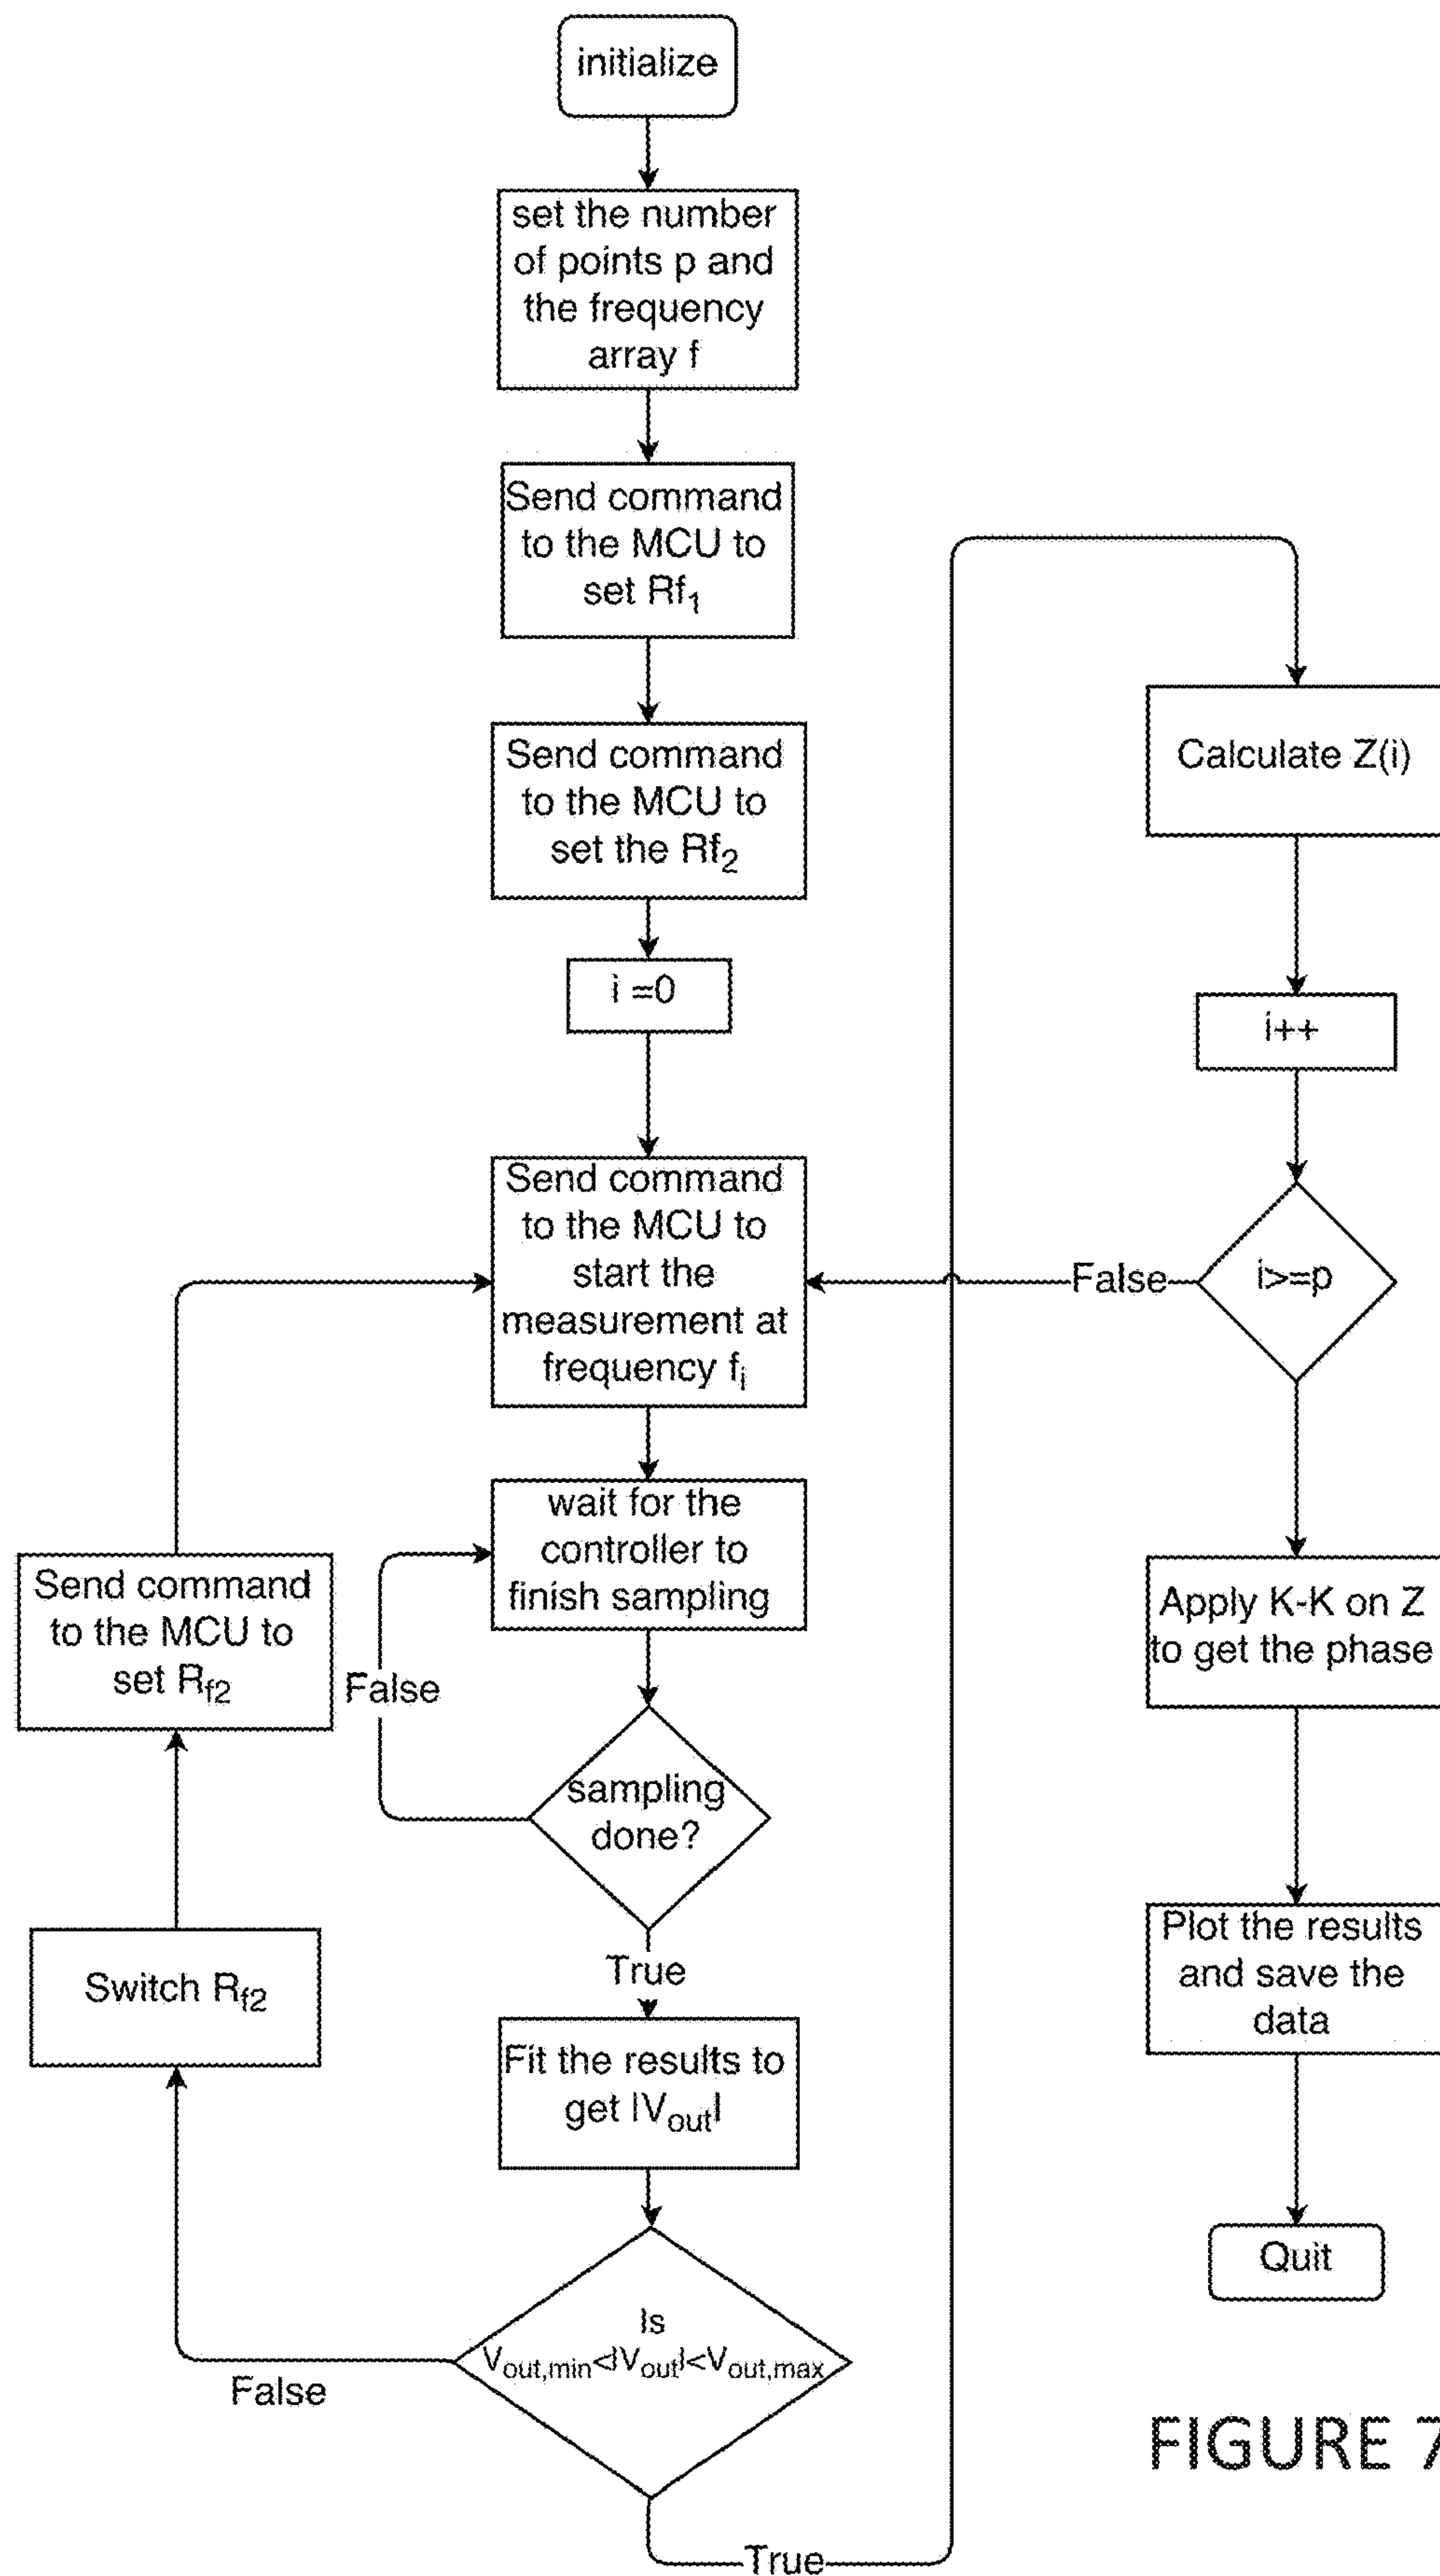 initialize
set the number
of points p and
the frequency
array f
Send command
to the MCU to
set Rf₁
Send command
to the MCU to
set the Rf₂
i =0
Send command
to the MCU to
start the
measurement at
frequency fᵢ
wait for the
controller to
finish sampling
False
sampling
done?
True
Fit the results to
get |Vout|
Is
Vout,min<|Vout|<Vout,max
False
Switch Rf2
Send command
to the MCU to
set Rf2
True
Calculate Z(i)
i++
i>=p
False
Apply K-K on Z
to get the phase
Plot the results
and save the
data
Quit
FIGURE 7